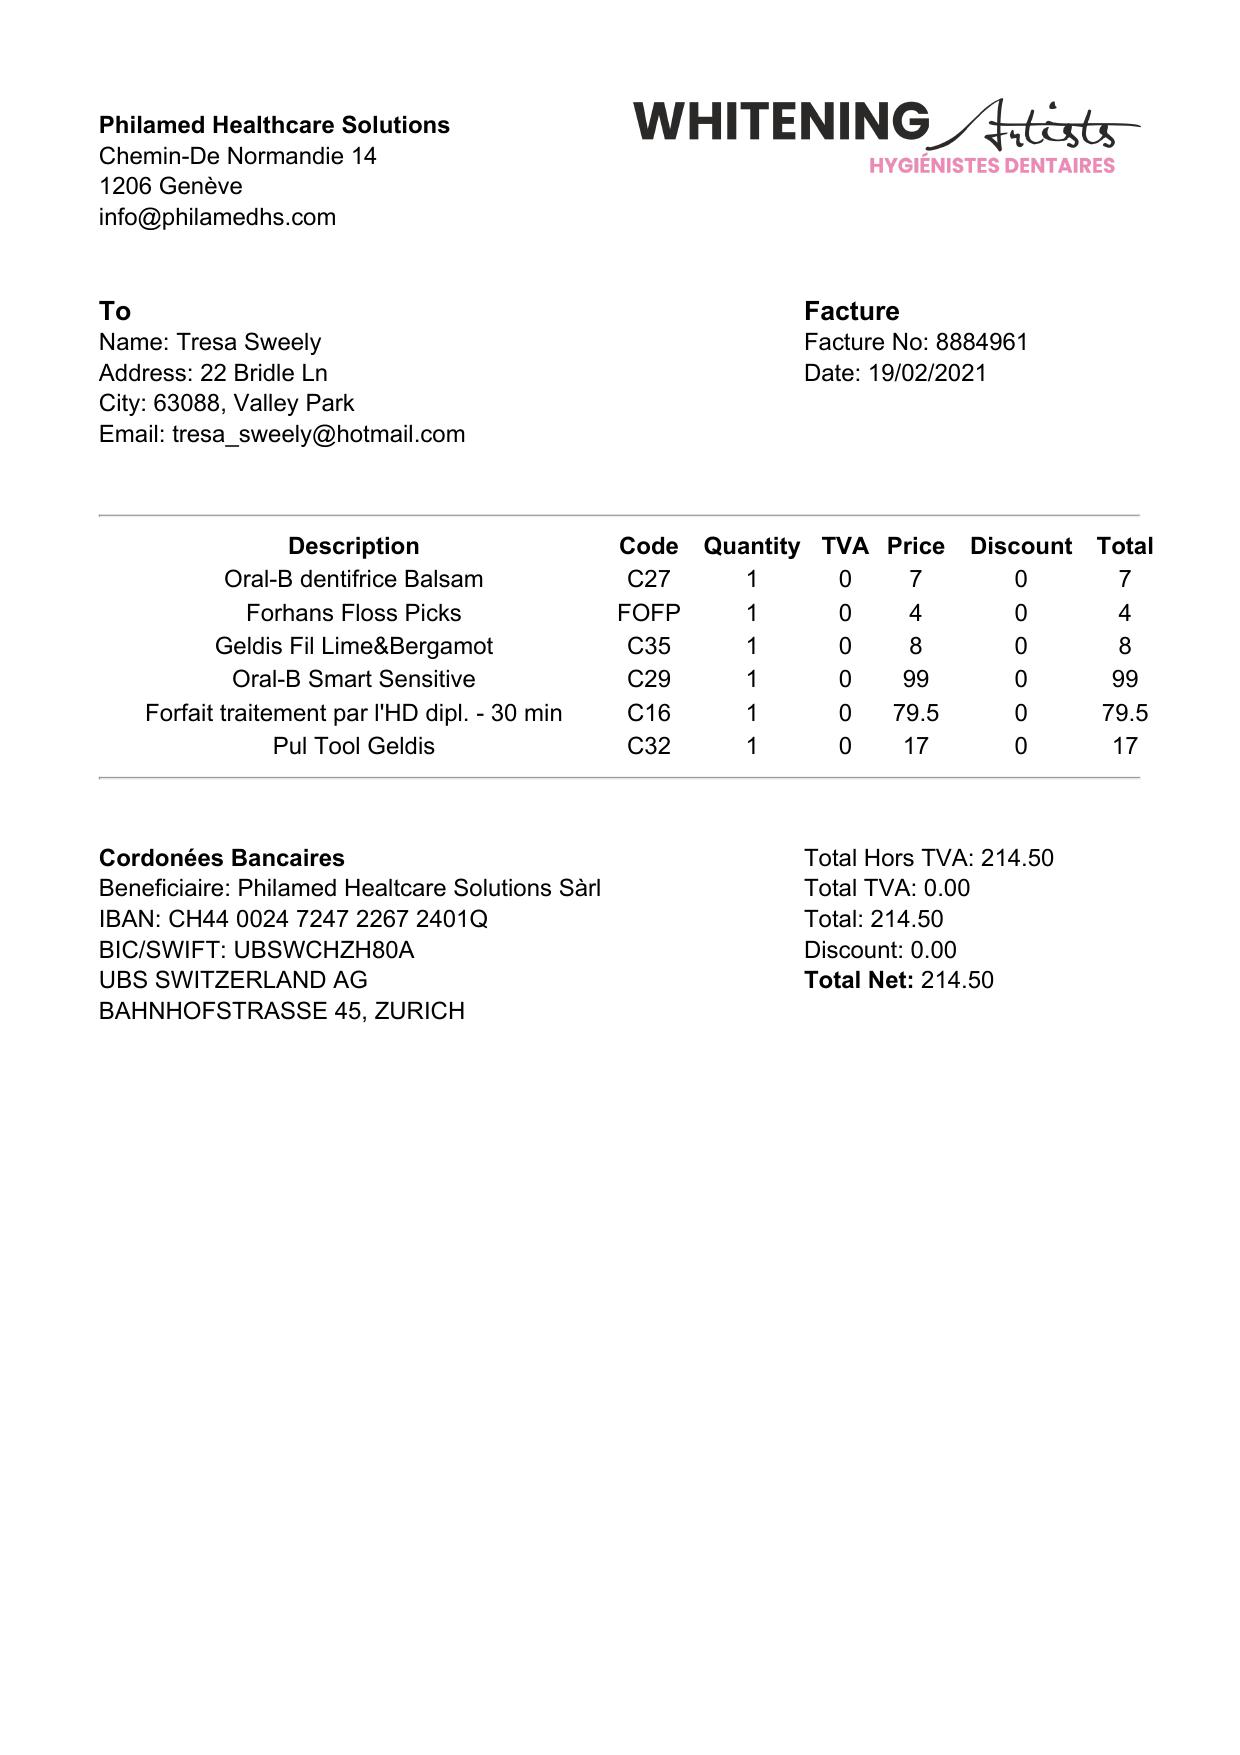 Philamed Healthcare Solutions
Chemin-De Normandie 14
1206 Genève
info@philamedhs.com
WHITENING Artists
HYGIÉNISTES DENTAIRES
To
Name: Tresa Sweely
Address: 22 Bridle Ln
City: 63088, Valley Park
Email: tresa_sweely@hotmail.com
Facture
Facture No: 8884961
Date: 19/02/2021
Description Code Quantity TVA Price Discount Total
Oral-B dentifrice Balsam C27 1 0 7 0 7
Forhans Floss Picks FOFP 1 0 4 0 4
Geldis Fil Lime&Bergamot C35 1 0 8 0 8
Oral-B Smart Sensitive C29 1 0 99 0 99
Forfait traitement par l'HD dipl. - 30 min C16 1 0 79.5 0 79.5
Pul Tool Geldis C32 1 0 17 0 17
Cordonées Bancaires
Beneficiaire: Philamed Healtcare Solutions Sàrl
IBAN: CH44 0024 7247 2267 2401Q
BIC/SWIFT: UBSWCHZH80A
UBS SWITZERLAND AG
BAHNHOFSTRASSE 45, ZURICH
Total Hors TVA: 214.50
Total TVA: 0.00
Total: 214.50
Discount: 0.00
Total Net: 214.50